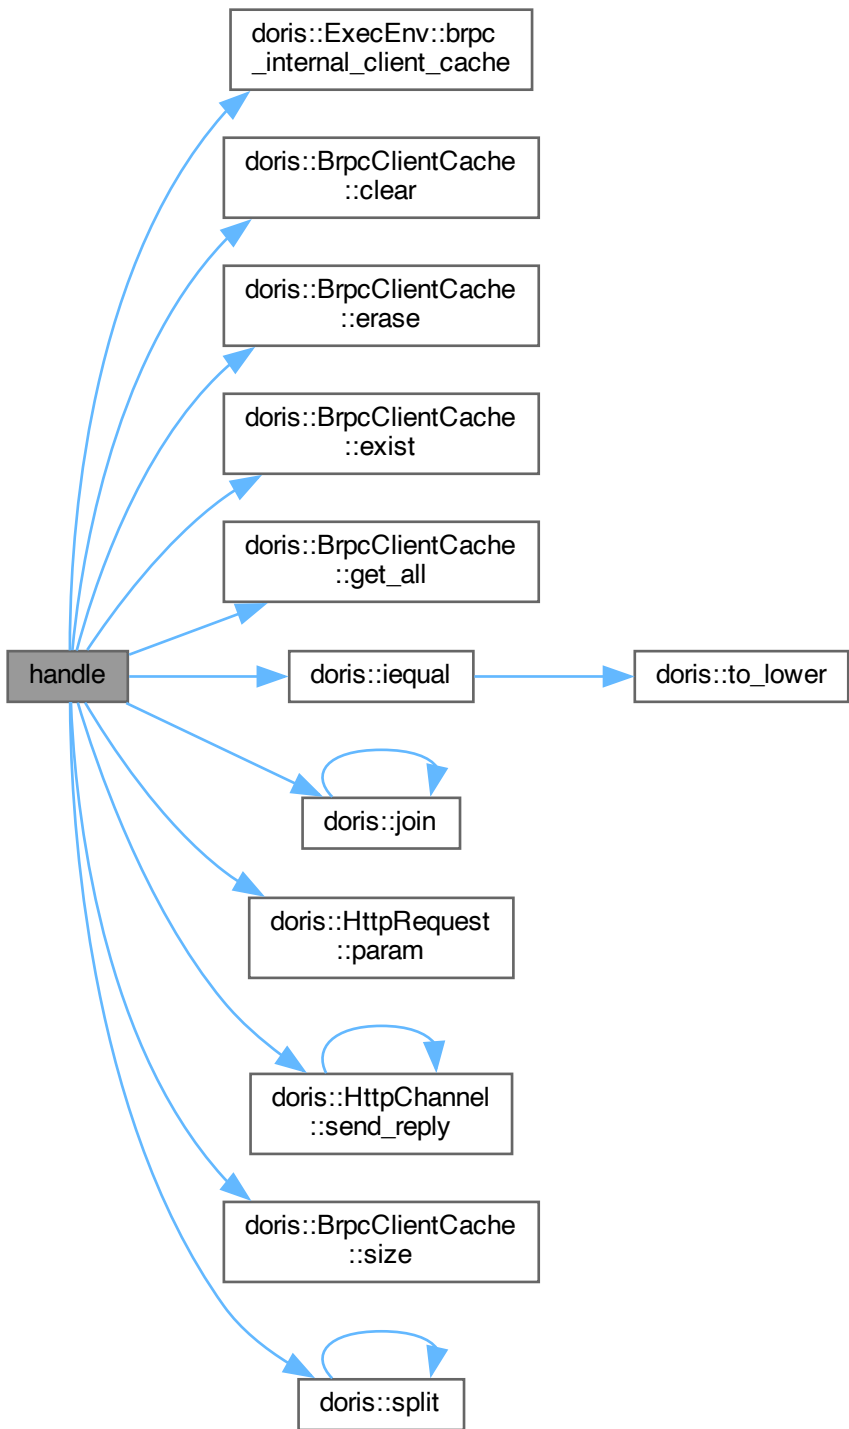 doris::ExecEnv::brpc
_internal_client_cache
doris::BrpcClientCache
::clear
doris::BrpcClientCache
::erase
doris::BrpcClientCache
::exist
doris::BrpcClientCache
::get_all
handle
doris::iequal
doris::to_lower
doris::join
doris::HttpRequest
::param
doris::HttpChannel
::send_reply
doris::BrpcClientCache
::size
doris::split